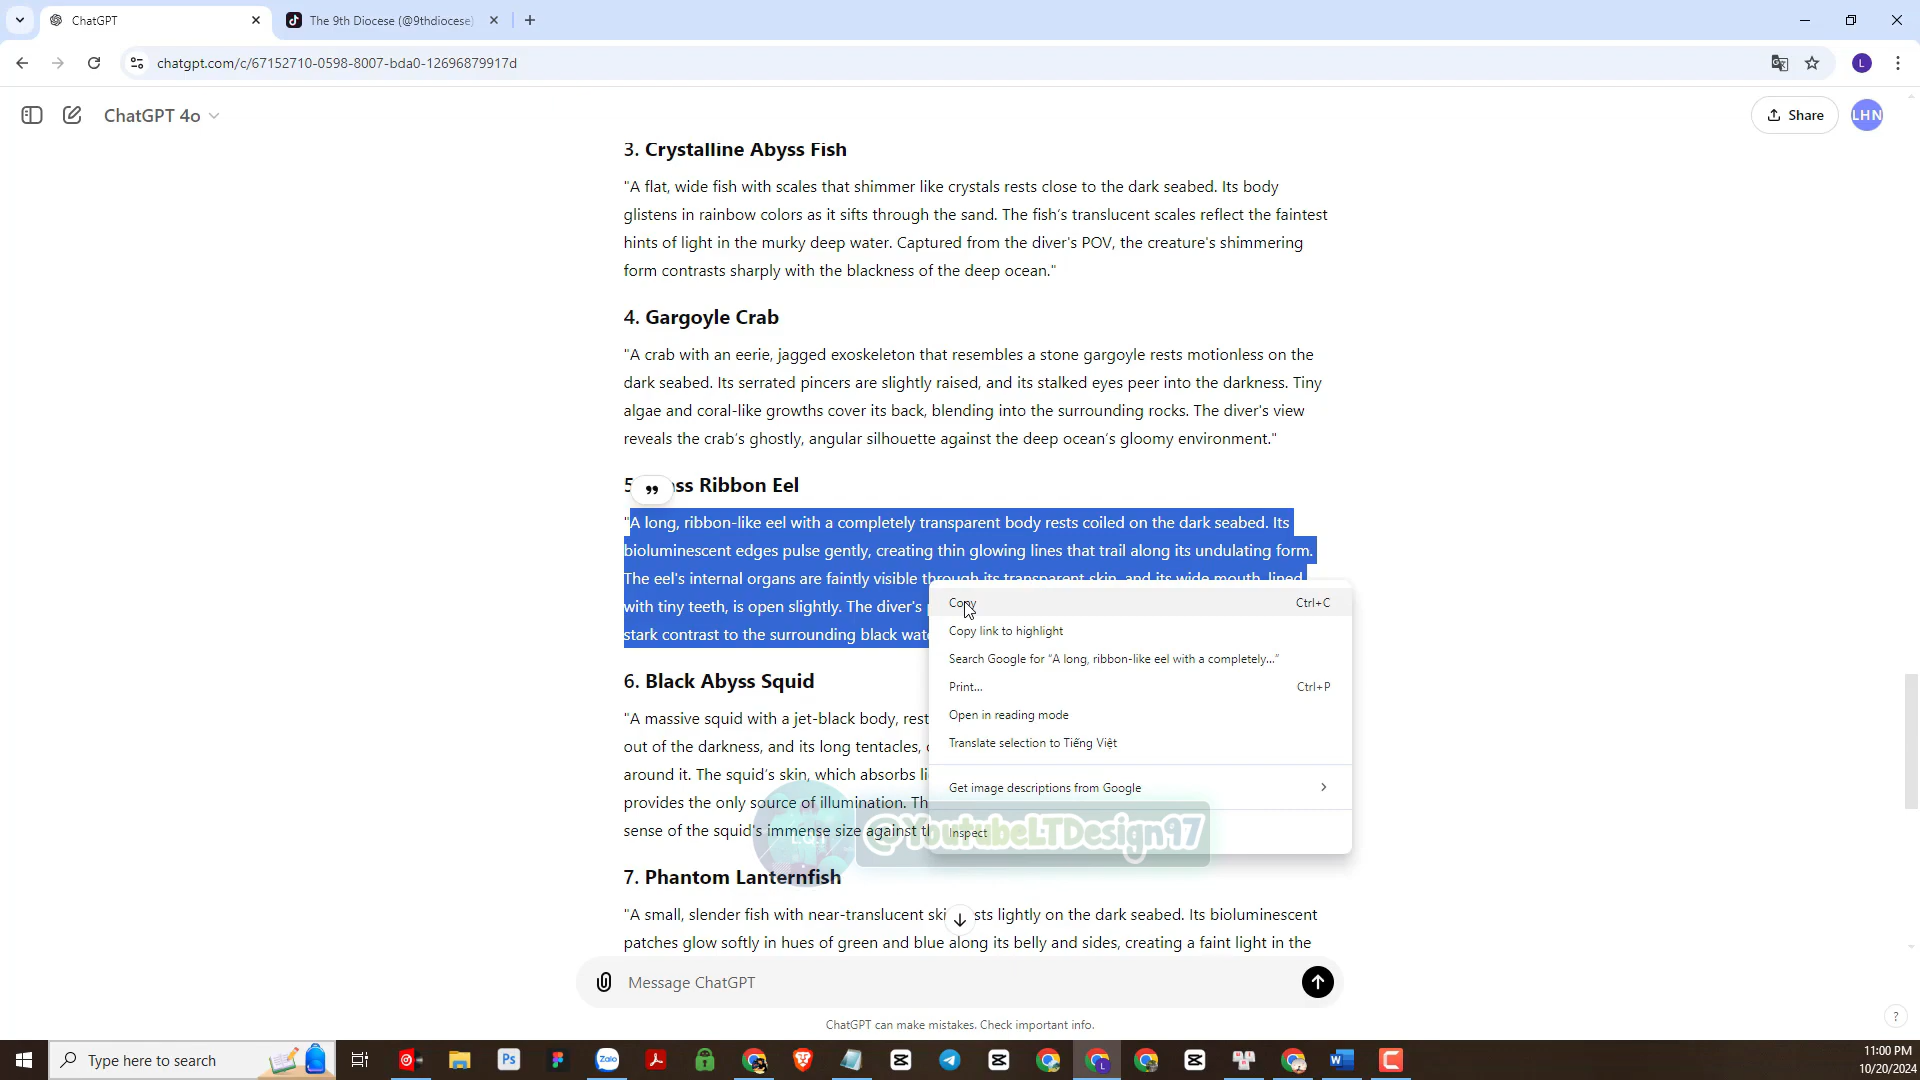 ChatGPT
The 9th Diocese (@9thdiocese)
chatgpt.com/c/67152710-0598-8007-bda0-12696879917d
L
ChatGPT 4o
Share
LHN
3. Crystalline Abyss Fish
"A flat, wide fish with scales that shimmer like crystals rests close to the dark seabed. Its body
glistens in rainbow colors as it sifts through the sand. The fish's translucent scales reflect the faintest
hints of light in the murky deep water. Captured from the diver's POV, the creature's shimmering
form contrasts sharply with the blackness of the deep ocean."
4. Gargoyle Crab
"A crab with an eerie, jagged exoskeleton that resembles a stone gargoyle rests motionless on the
dark seabed. Its serrated pincers are slightly raised, and its stalked eyes peer into the darkness. Tiny
algae and coral-like growths cover its back, blending into the surrounding rocks. The diver's view
reveals the crab's ghostly, angular silhouette against the deep ocean's gloomy environment."
Ribbon Eel
"A long, ribbon-like eel with a completely transparent body rests coiled on the dark seabed. Its
bioluminescent edges pulse gently, creating thin glowing lines that trail along its undulating form.
The eel's internal organs are faintly visible through its transparent skin, and its wide mouth, lined
with tiny teeth, is open slightly. The diver's
stark contrast to the surrounding black
Copy Ctrl+C
Copy link to highlight
Search Google for "A long, ribbon-like eel with a completely..."
Print... Ctrl+P
Open in reading mode
Translate selection to Tiếng Việt
Get image descriptions from Google
Inspect
6. Black Abyss Squid
"A massive squid with a jet-black body,
out of the darkness, and its long tentacles,
around it. The squid's skin, which absorbs
provides the only source of illumination.
sense of the squid's immense size against
@YoutubeLTDesign97
7. Phantom Lanternfish
"A small, slender fish with near-translucent lightly on the dark seabed. Its bioluminescent
patches glow softly in hues of green and blue along its belly and sides, creating a faint light in the
Message ChatGPT
ChatGPT can make mistakes. Check important info.
?
Type here to search
Ps
Zalo
L
11:00 PM
10/20/2024